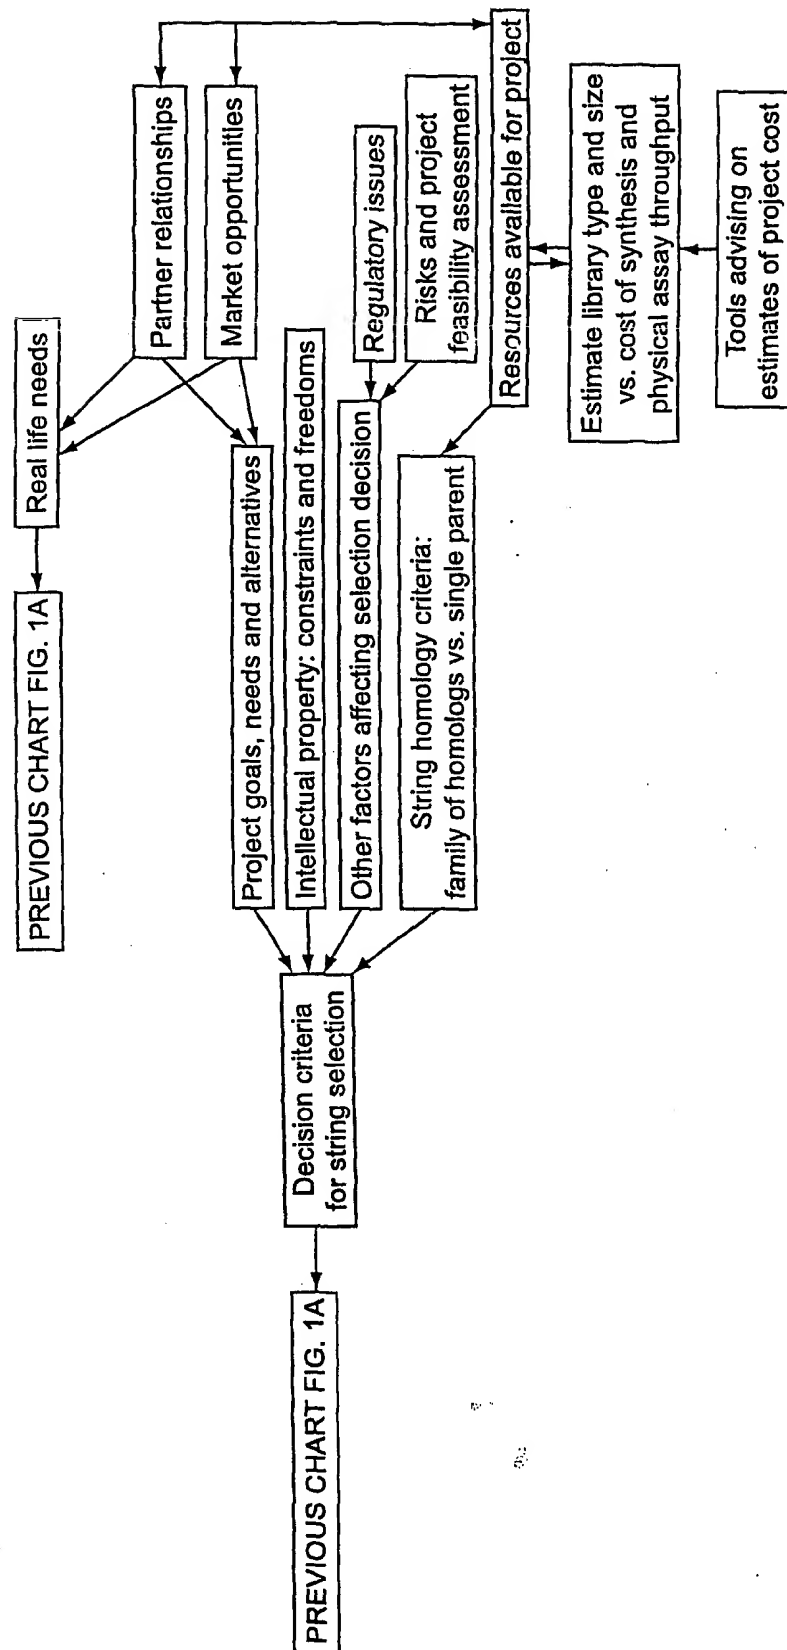 PREVIOUS CHART FIG. 1A
Real life needs
Partner relationships
Market opportunities
Project goals, needs and alternatives
Intellectual property: constraints and freedoms
Regulatory issues
Other factors affecting selection decision
Risks and project
feasibility assessment
String homology criteria:
family of homologs vs. single parent
Resources available for project
Decision criteria
for string selection
PREVIOUS CHART FIG. 1A
Estimate library type and size
vs. cost of synthesis and
physical assay throughput
Tools advising on
estimates of project cost